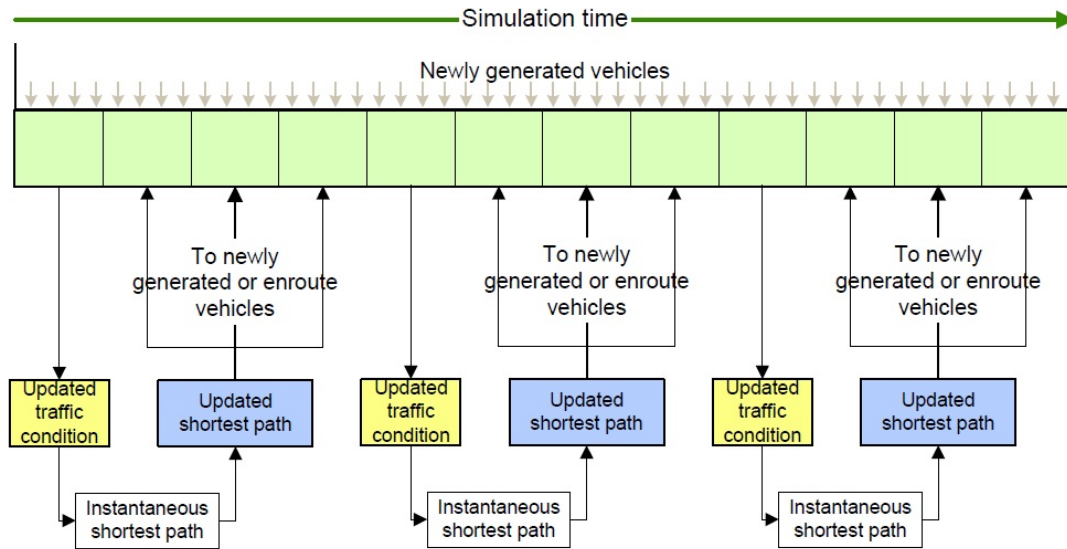 Simulation time
Newly generated vehicles
To newly
generated or enroute
vehicles
To newly
generated or enroute
vehicles
To newly
generated or enroute
vehicles
Updated
traffic
condition
Updated
shortest path
Updated
traffic
condition
Updated
shortest path
Updated
traffic
condition
Updated
shortest path
Instantaneous
shortest path
Instantaneous
shortest path
Instantaneous
shortest path